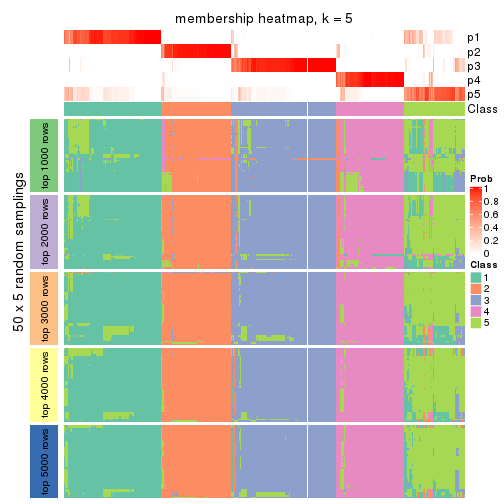 membership heatmap, k = 5
p1
p2
p3
p4
p5
Class
50 x 5 random samplings
top 1000 rows
top 2000 rows
top 3000 rows
top 4000 rows
top 5000 rows
Prob
1
0.8
0.6
0.4
0.2
0
Class
1
2
3
4
5